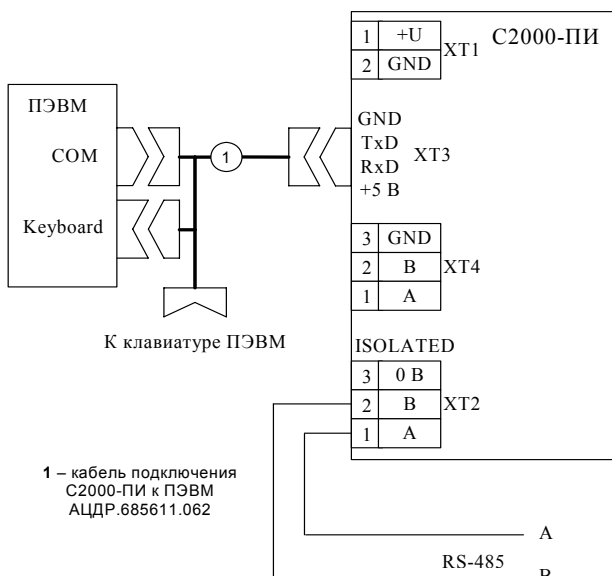 1 +U XT1 С2000-ПИ
2 GND
ПЭВМ
COM
Keyboard
1
GND
TxD
RxD
+5 В
XT3
3 GND
2 B XT4
1 A
К клавиатуре ПЭВМ
ISOLATED
3 0 В
2 B XT2
1 A
1 – кабель подключения
С2000-ПИ к ПЭВМ
АЦДР.685611.062
A
RS-485
B